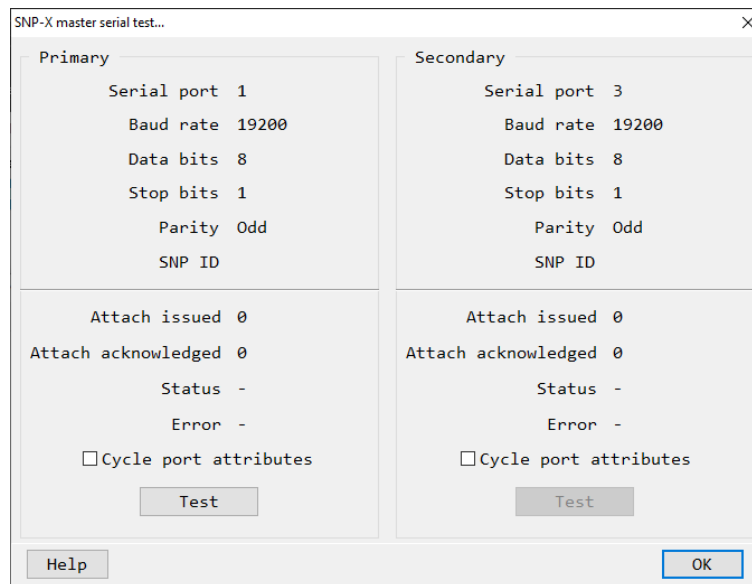 SNP-X master serial test...
Primary
Serial port 1
Baud rate 19200
Data bits 8
Stop bits 1
Parity Odd
SNP ID
Attach issued 0
Attach acknowledged 0
Status -
Error -
Cycle port attributes
Test
Secondary
Serial port 3
Baud rate 19200
Data bits 8
Stop bits 1
Parity Odd
SNP ID
Attach issued 0
Attach acknowledged 0
Status -
Error -
Cycle port attributes
Test
Help
OK